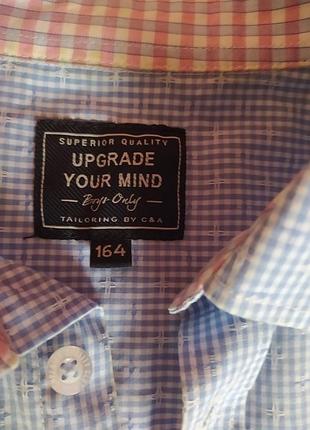 SUPERIOR QUALITY
UPGRADE
YOUR MIND
Boys Only
TAILORING BY C&A
164